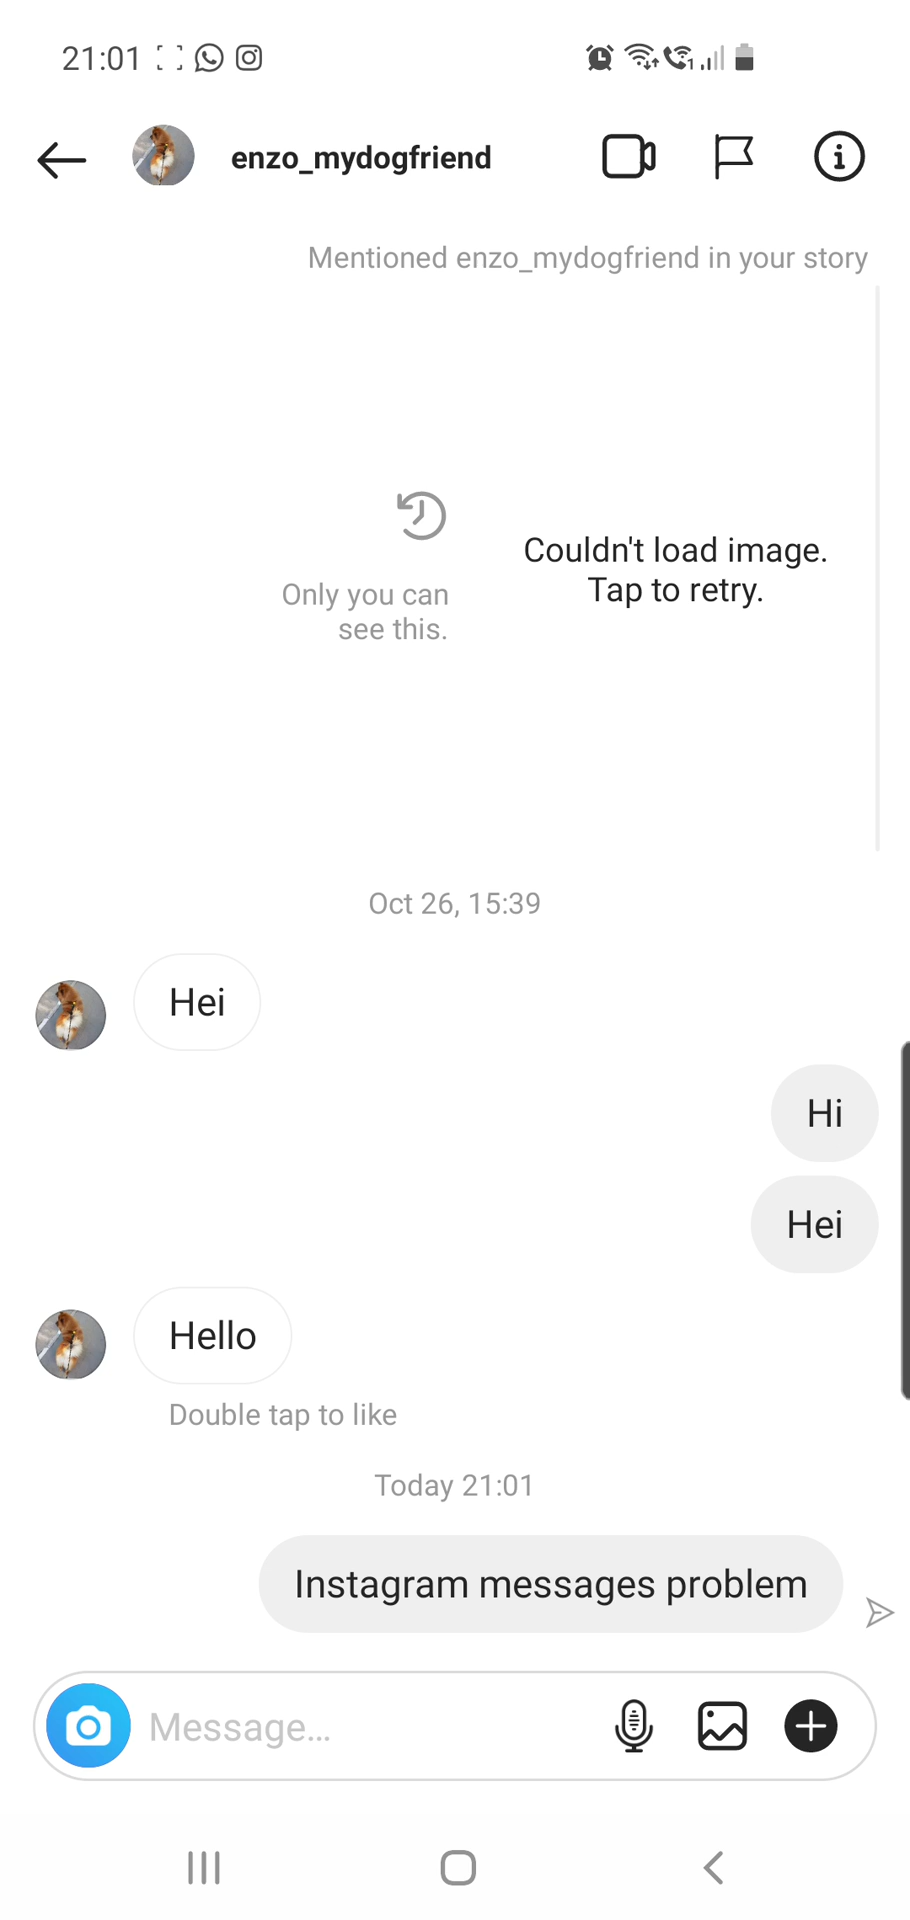 21:01
enzo_mydogfriend
Mentioned enzo_mydogfriend in your story
Only you can
see this.
Couldn't load image.
Tap to retry.
Oct 26, 15:39
Hei
Hi
Hei
Hello
Double tap to like
Today 21:01
Instagram messages problem
Message...